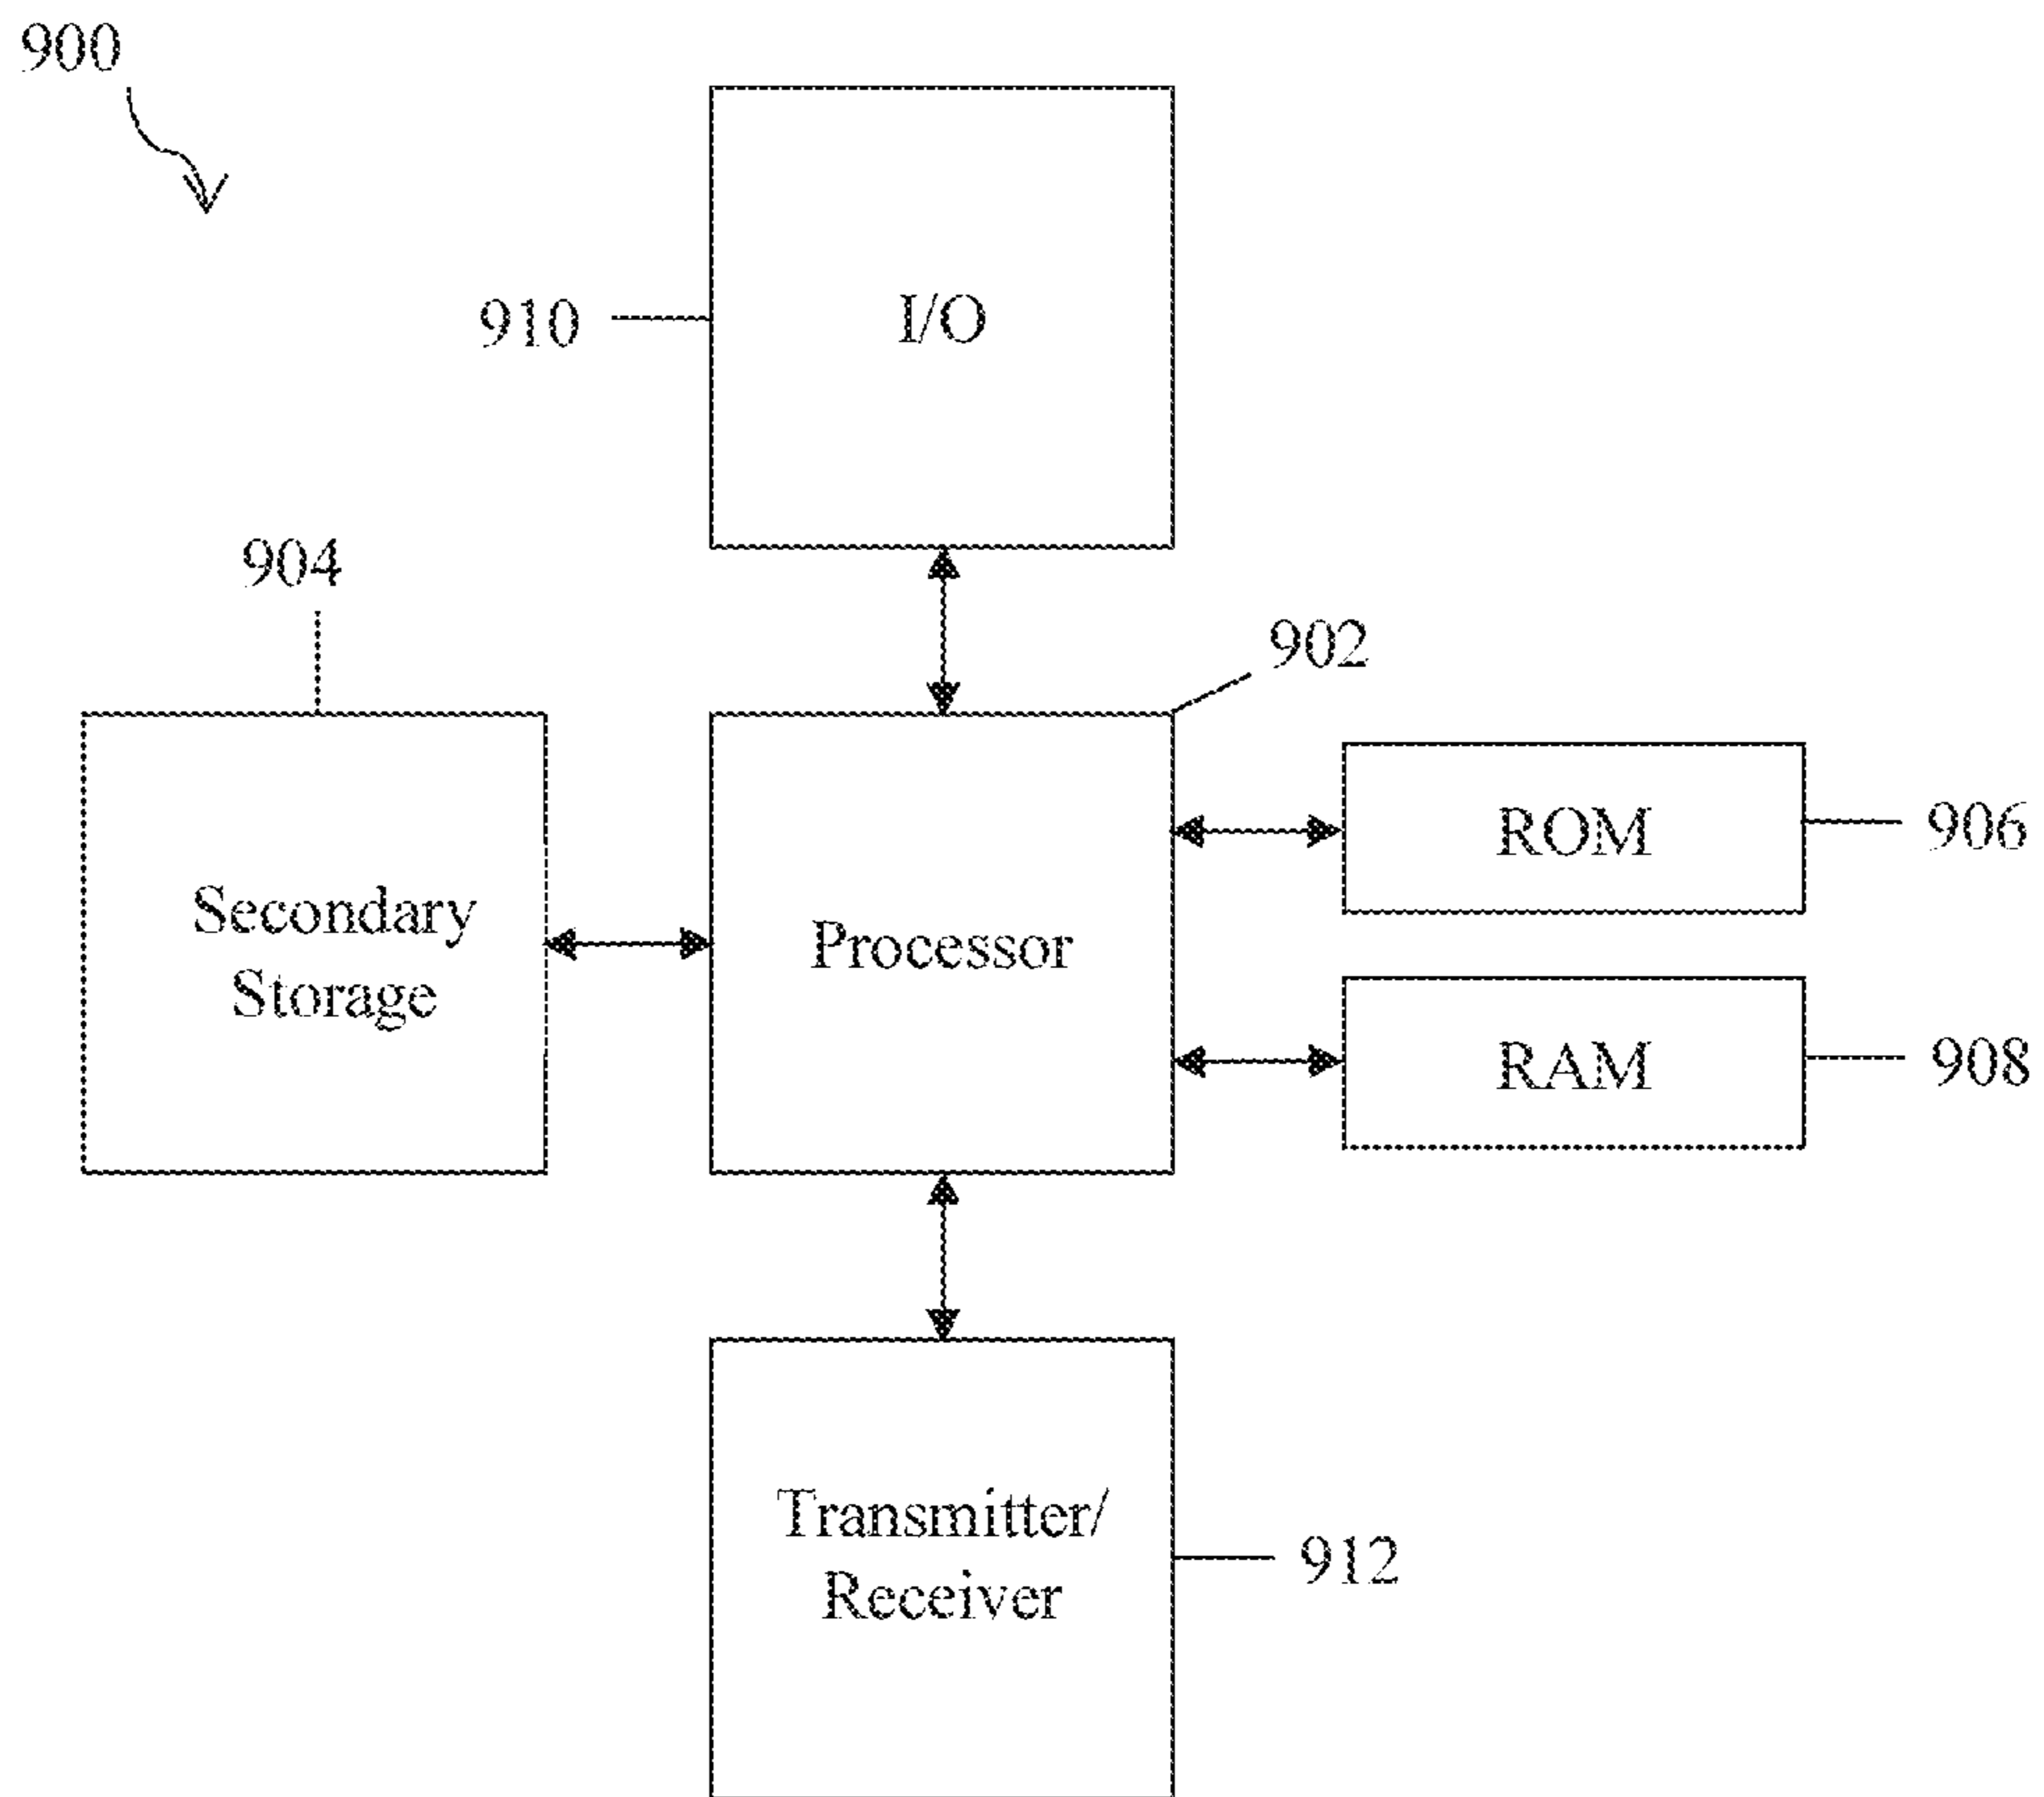 900
I/O
910
904
902
Secondary
Storage
Processor
ROM
906
RAM
908
Transmitter/
Receiver
912